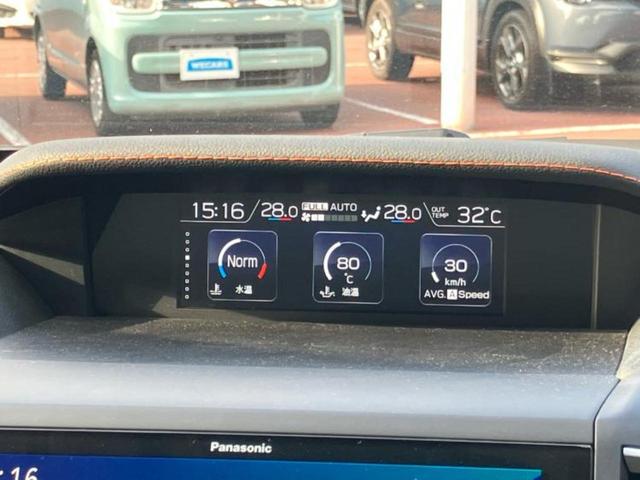 WECARS
15:16 28.0 FULL AUTO 28.0 OUT TEMP 32°C
Norm 80 °C 30 km/h
水温 油温 AVG. A Speed
Panasonic
:16